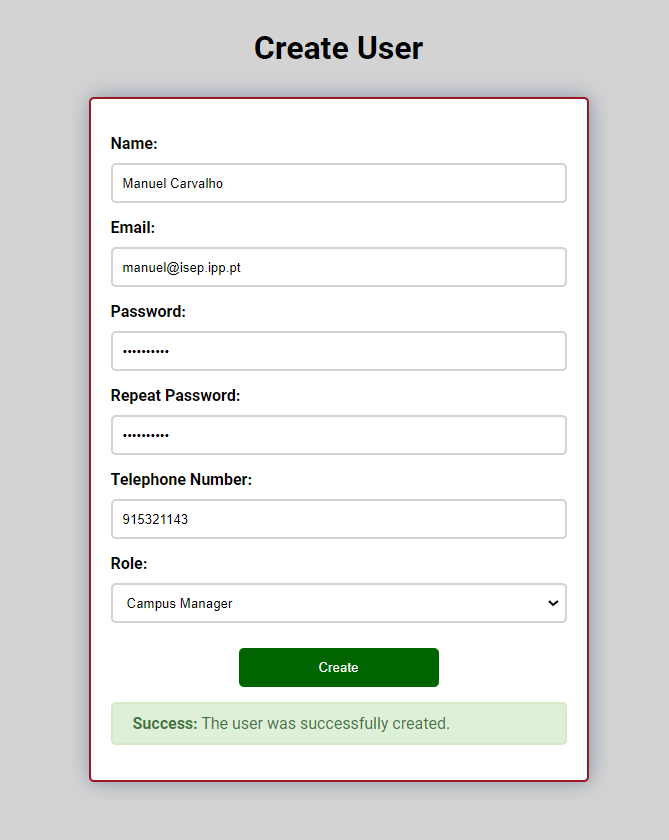 Create User
Name:
Manuel Carvalho
Email:
manuel@isep.ipp.pt
Password:
••••••••••
Repeat Password:
••••••••••
Telephone Number:
915321143
Role:
Campus Manager
Create
Success: The user was successfully created.